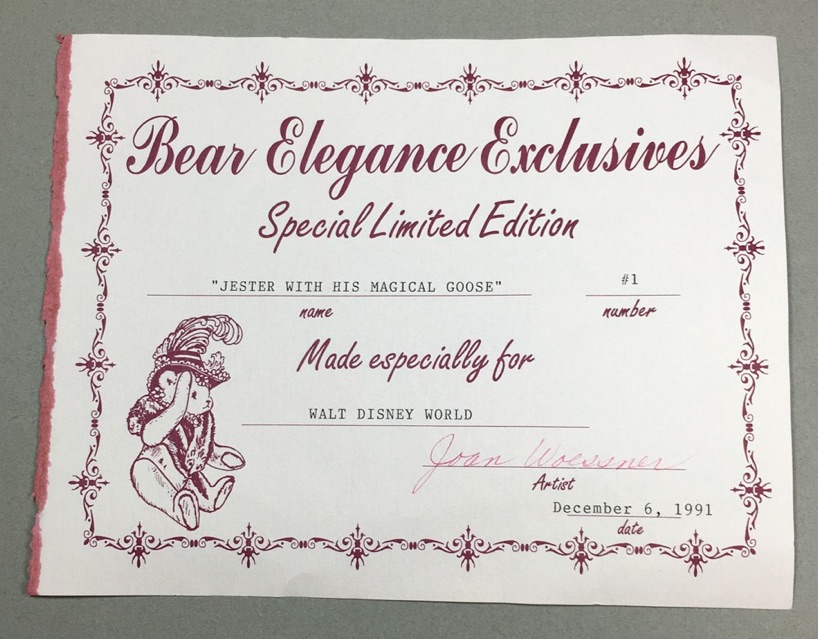 Bear Elegance Exclusives
Special Limited Edition
"JESTER WITH HIS MAGICAL GOOSE" #1
name number
Made especially for
WALT DISNEY WORLD
Joan Woessner
Artist
December 6, 1991
date